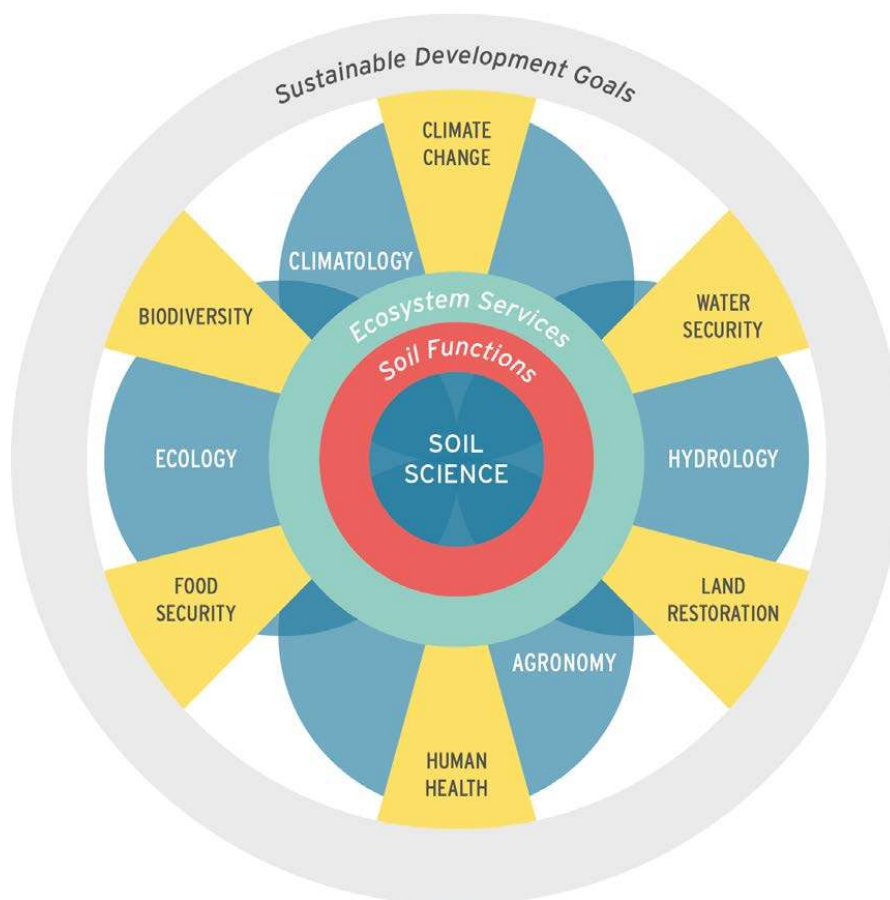 Sustainable Development Goals
CLIMATE
CHANGE
CLIMATOLOGY
BIODIVERSITY
WATER
SECURITY
Ecosystem Services
Soil Functions
SOIL
SCIENCE
ECOLOGY
HYDROLOGY
FOOD
SECURITY
LAND
RESTORATION
AGRONOMY
HUMAN
HEALTH